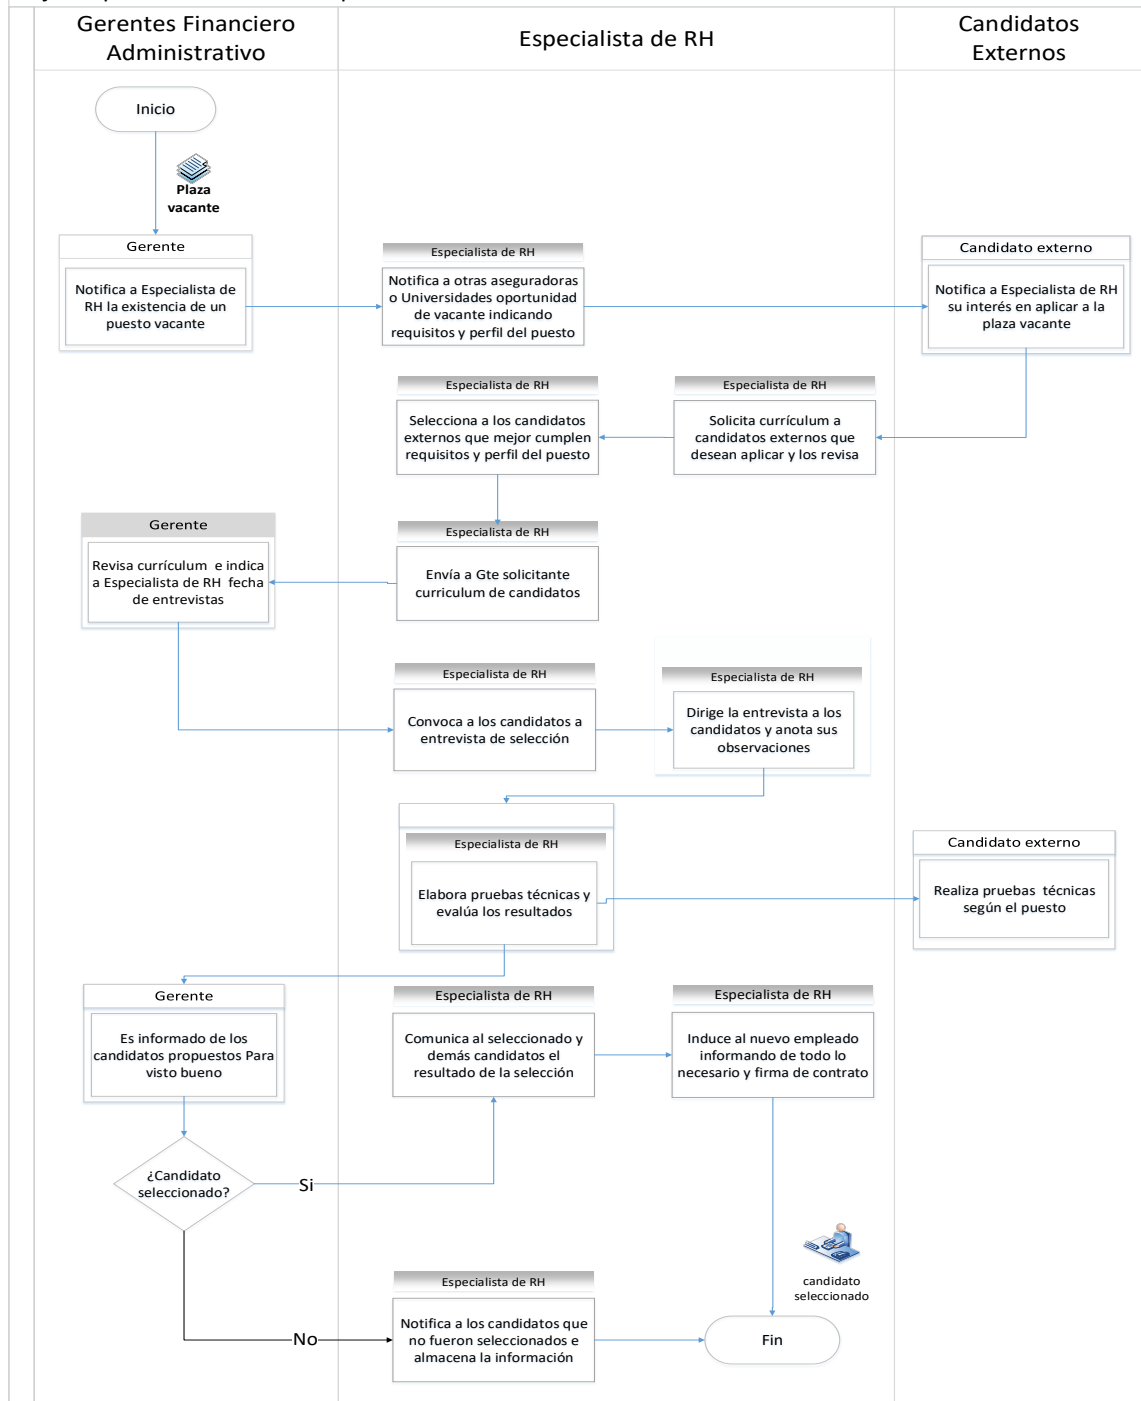 Gerentes Financiero
Administrativo
Especialista de RH
Candidatos
Externos
Inicio
Plaza
vacante
Gerente
Notifica a Especialista de
RH la existencia de un
puesto vacante
Especialista de RH
Notifica a otras aseguradoras
o Universidades oportunidad
de vacante indicando
requisitos y perfil del puesto
Candidato externo
Notifica a Especialista de RH
su interés en aplicar a la
plaza vacante
Especialista de RH
Selecciona a los candidatos
externos que mejor cumplen
requisitos y perfil del puesto
Especialista de RH
Solicita currículum a
candidatos externos que
desean aplicar y los revisa
Gerente
Revisa currículum e indica
a Especialista de RH fecha
de entrevistas
Especialista de RH
Envía a Gte solicitante
curriculum de candidatos
Especialista de RH
Convoca a los candidatos a
entrevista de selección
Especialista de RH
Dirige la entrevista a los
candidatos y anota sus
observaciones
Especialista de RH
Elabora pruebas técnicas y
evalúa los resultados
Candidato externo
Realiza pruebas técnicas
según el puesto
Gerente
Es informado de los
candidatos propuestos Para
visto bueno
Especialista de RH
Comunica al seleccionado y
demás candidatos el
resultado de la selección
Especialista de RH
Induce al nuevo empleado
informando de todo lo
necesario y firma de contrato
¿Candidato
seleccionado?
Si
candidato
seleccionado
Especialista de RH
No
Notifica a los candidatos que
no fueron seleccionados e
almacena la información
Fin